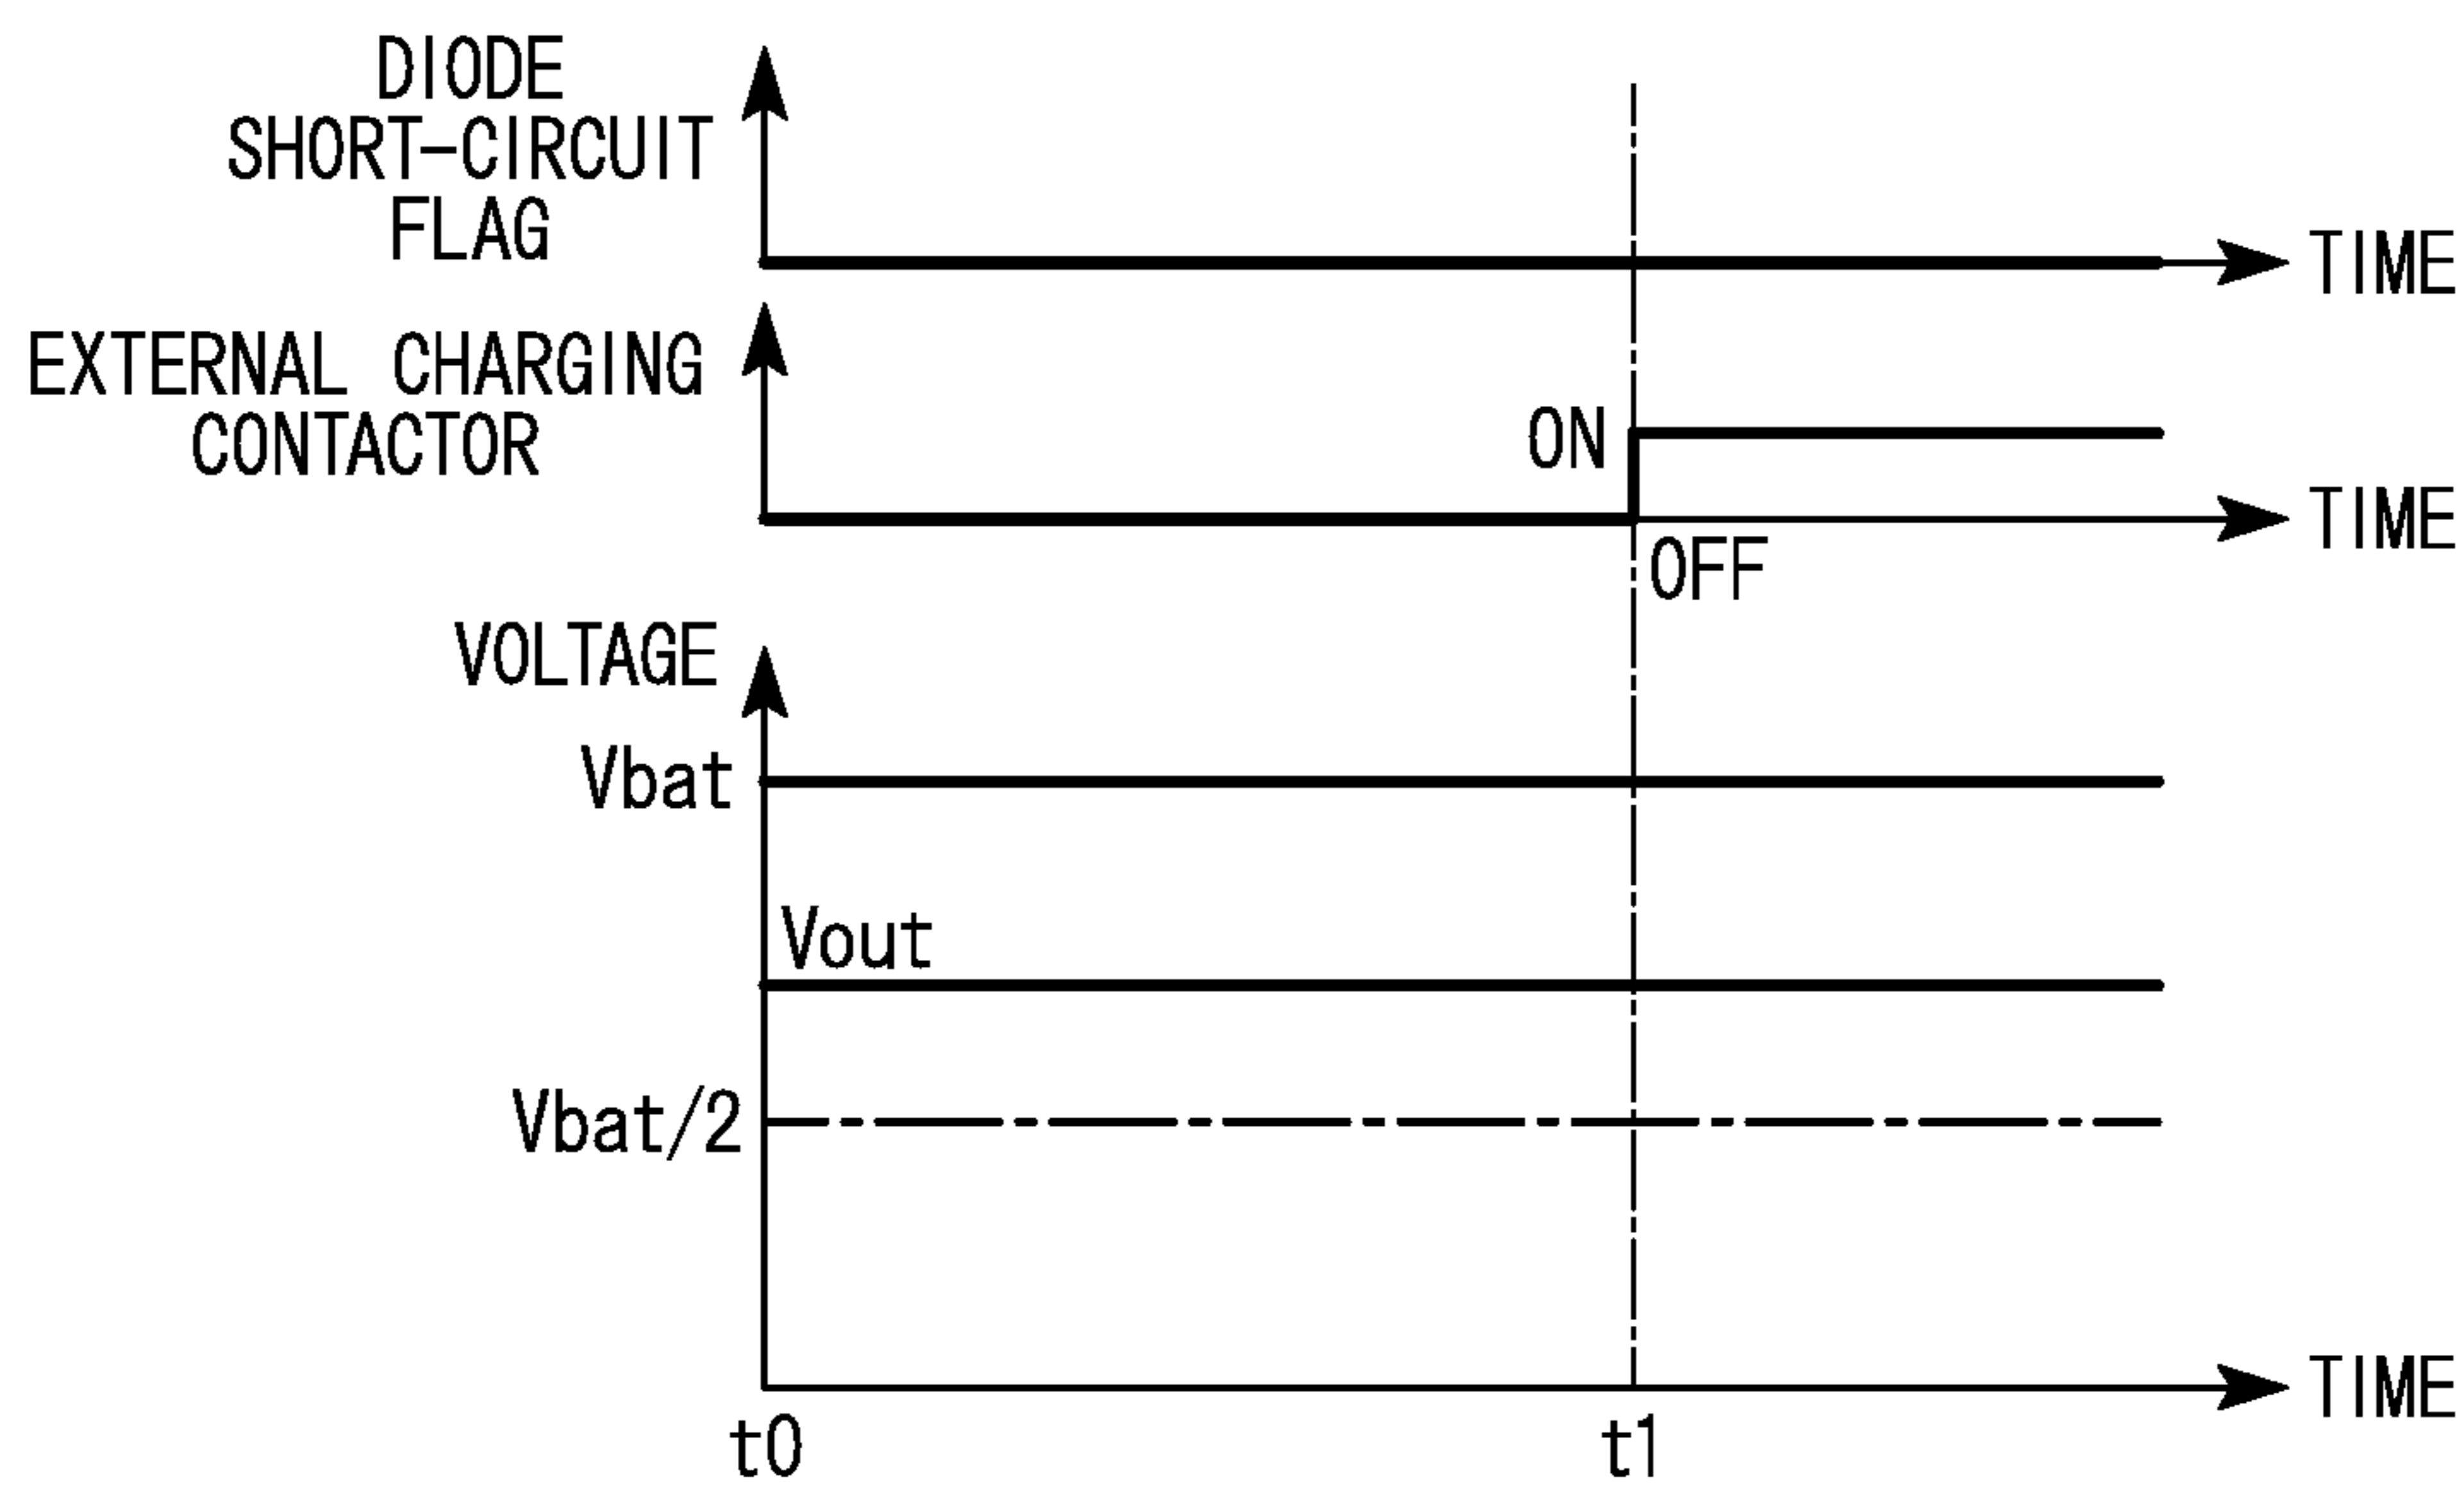 DIODE
SHORT-CIRCUIT
FLAG
TIME
EXTERNAL CHARGING
CONTACTOR
ON
TIME
OFF
VOLTAGE
Vbat
Vout
Vbat/2
TIME
t0
t1